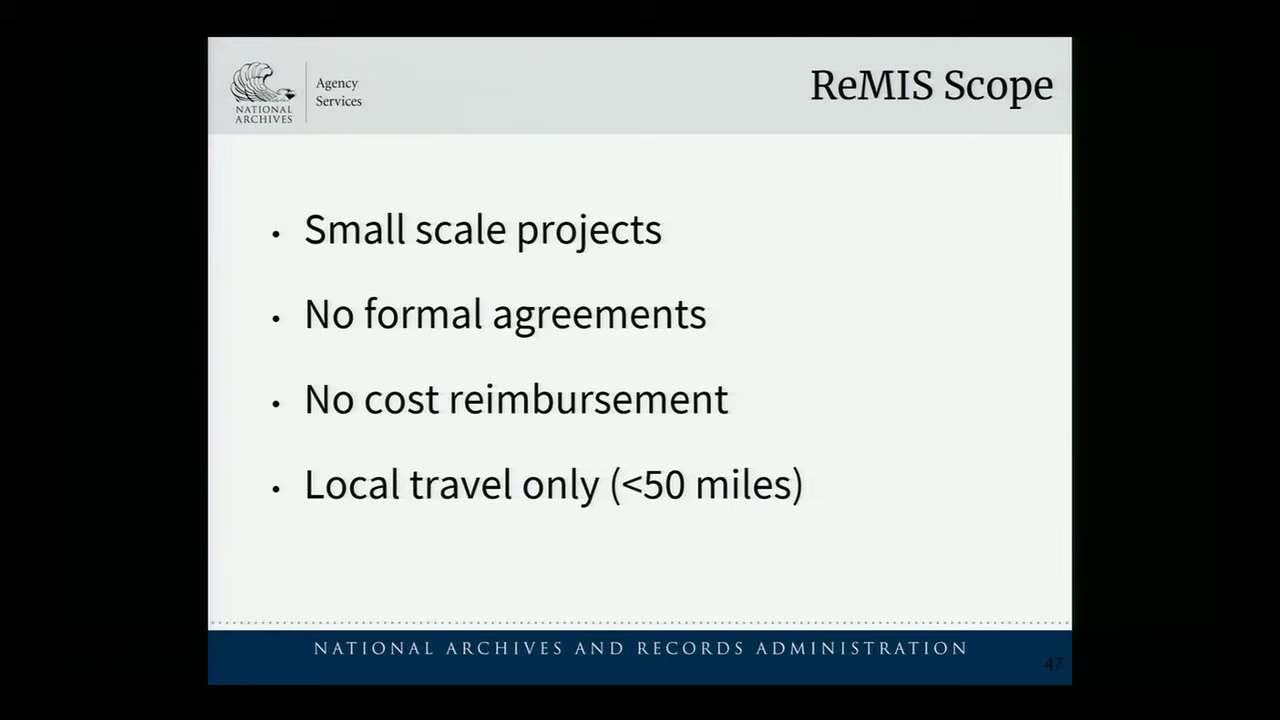 NATIONAL
ARCHIVES
Agency
Services
ReMIS Scope
• Small scale projects
• No formal agreements
• No cost reimbursement
• Local travel only (<50 miles)
NATIONAL ARCHIVES AND RECORDS ADMINISTRATION
47